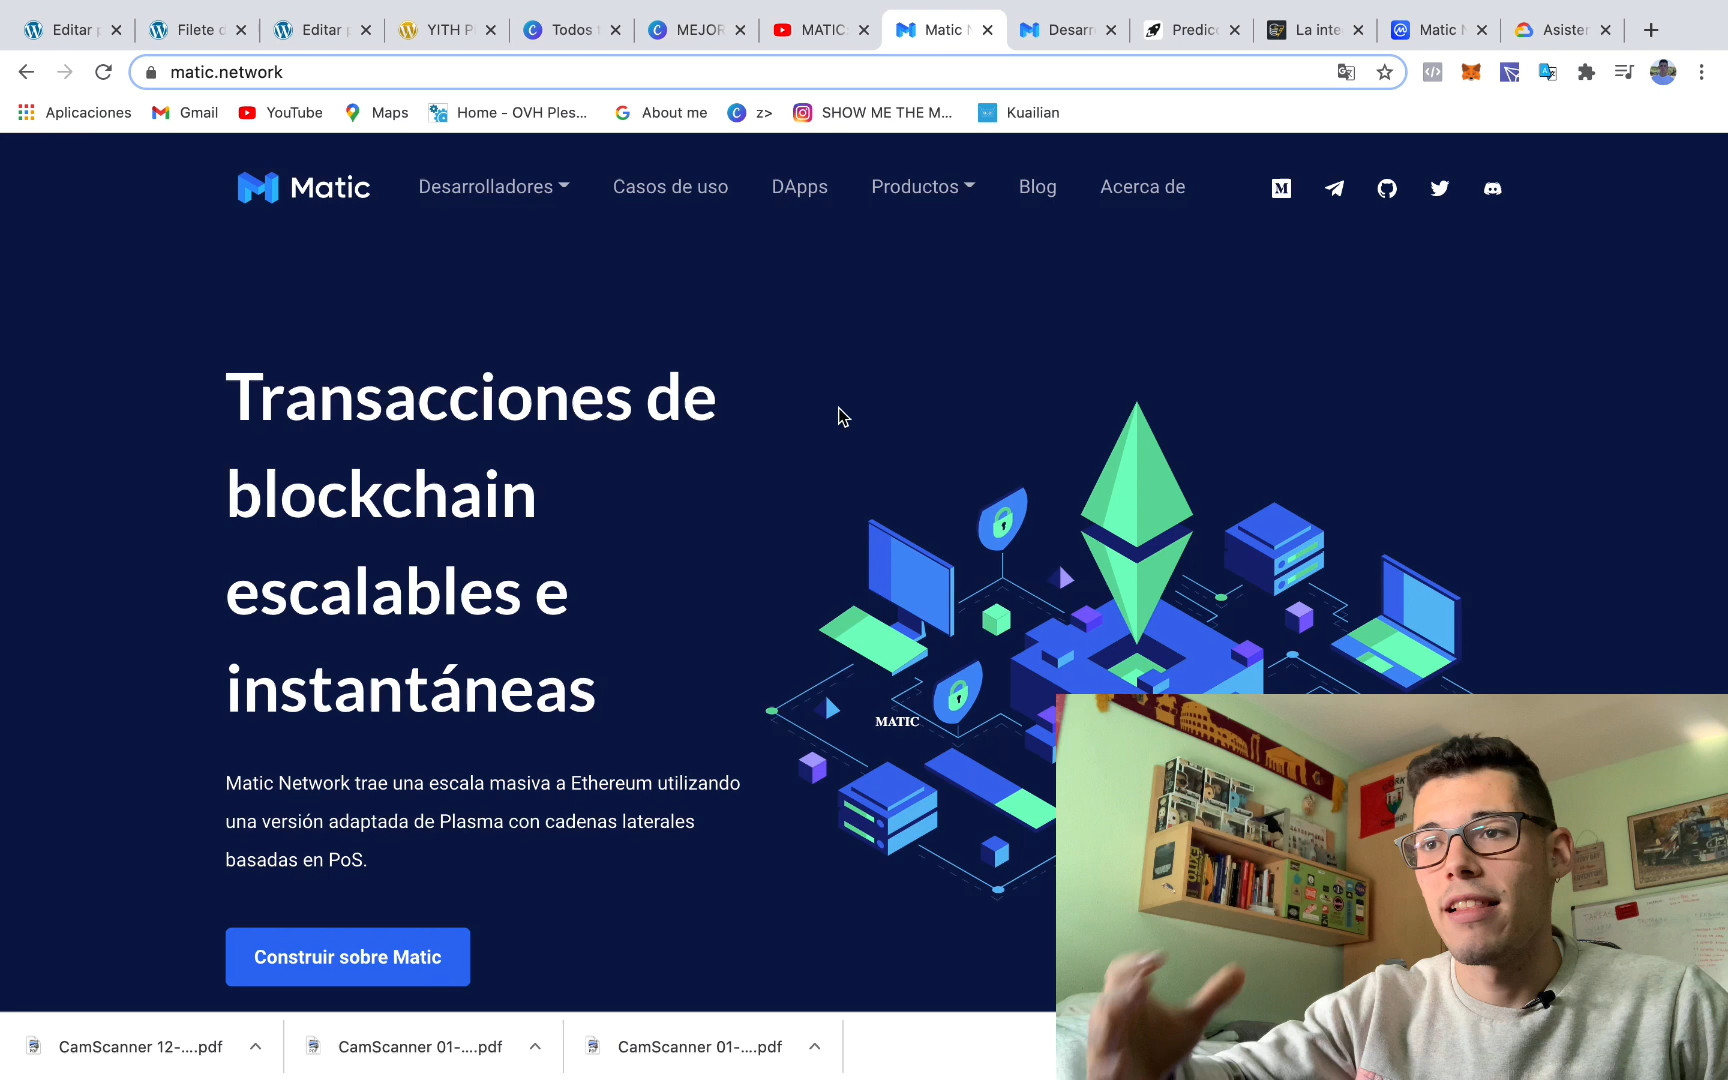 Editar
Filete d
Editar
YITH P
Todos
MEJOR
MATIC:
Matic N
Desarr
Predicc
La inte
Matic N
Asister
matic.network
Aplicaciones
Gmail
YouTube
Maps
Home - OVH Ples...
About me
z>
SHOW ME THE M...
Kuailian
Matic
Desarrolladores
Casos de uso
DApps
Productos
Blog
Acerca de
Transacciones de
blockchain
escalables e
instantáneas
MATIC
Matic Network trae una escala masiva a Ethereum utilizando
una versión adaptada de Plasma con cadenas laterales
basadas en PoS.
Construir sobre Matic
CamScanner 12-....pdf
CamScanner 01-....pdf
CamScanner 01-....pdf